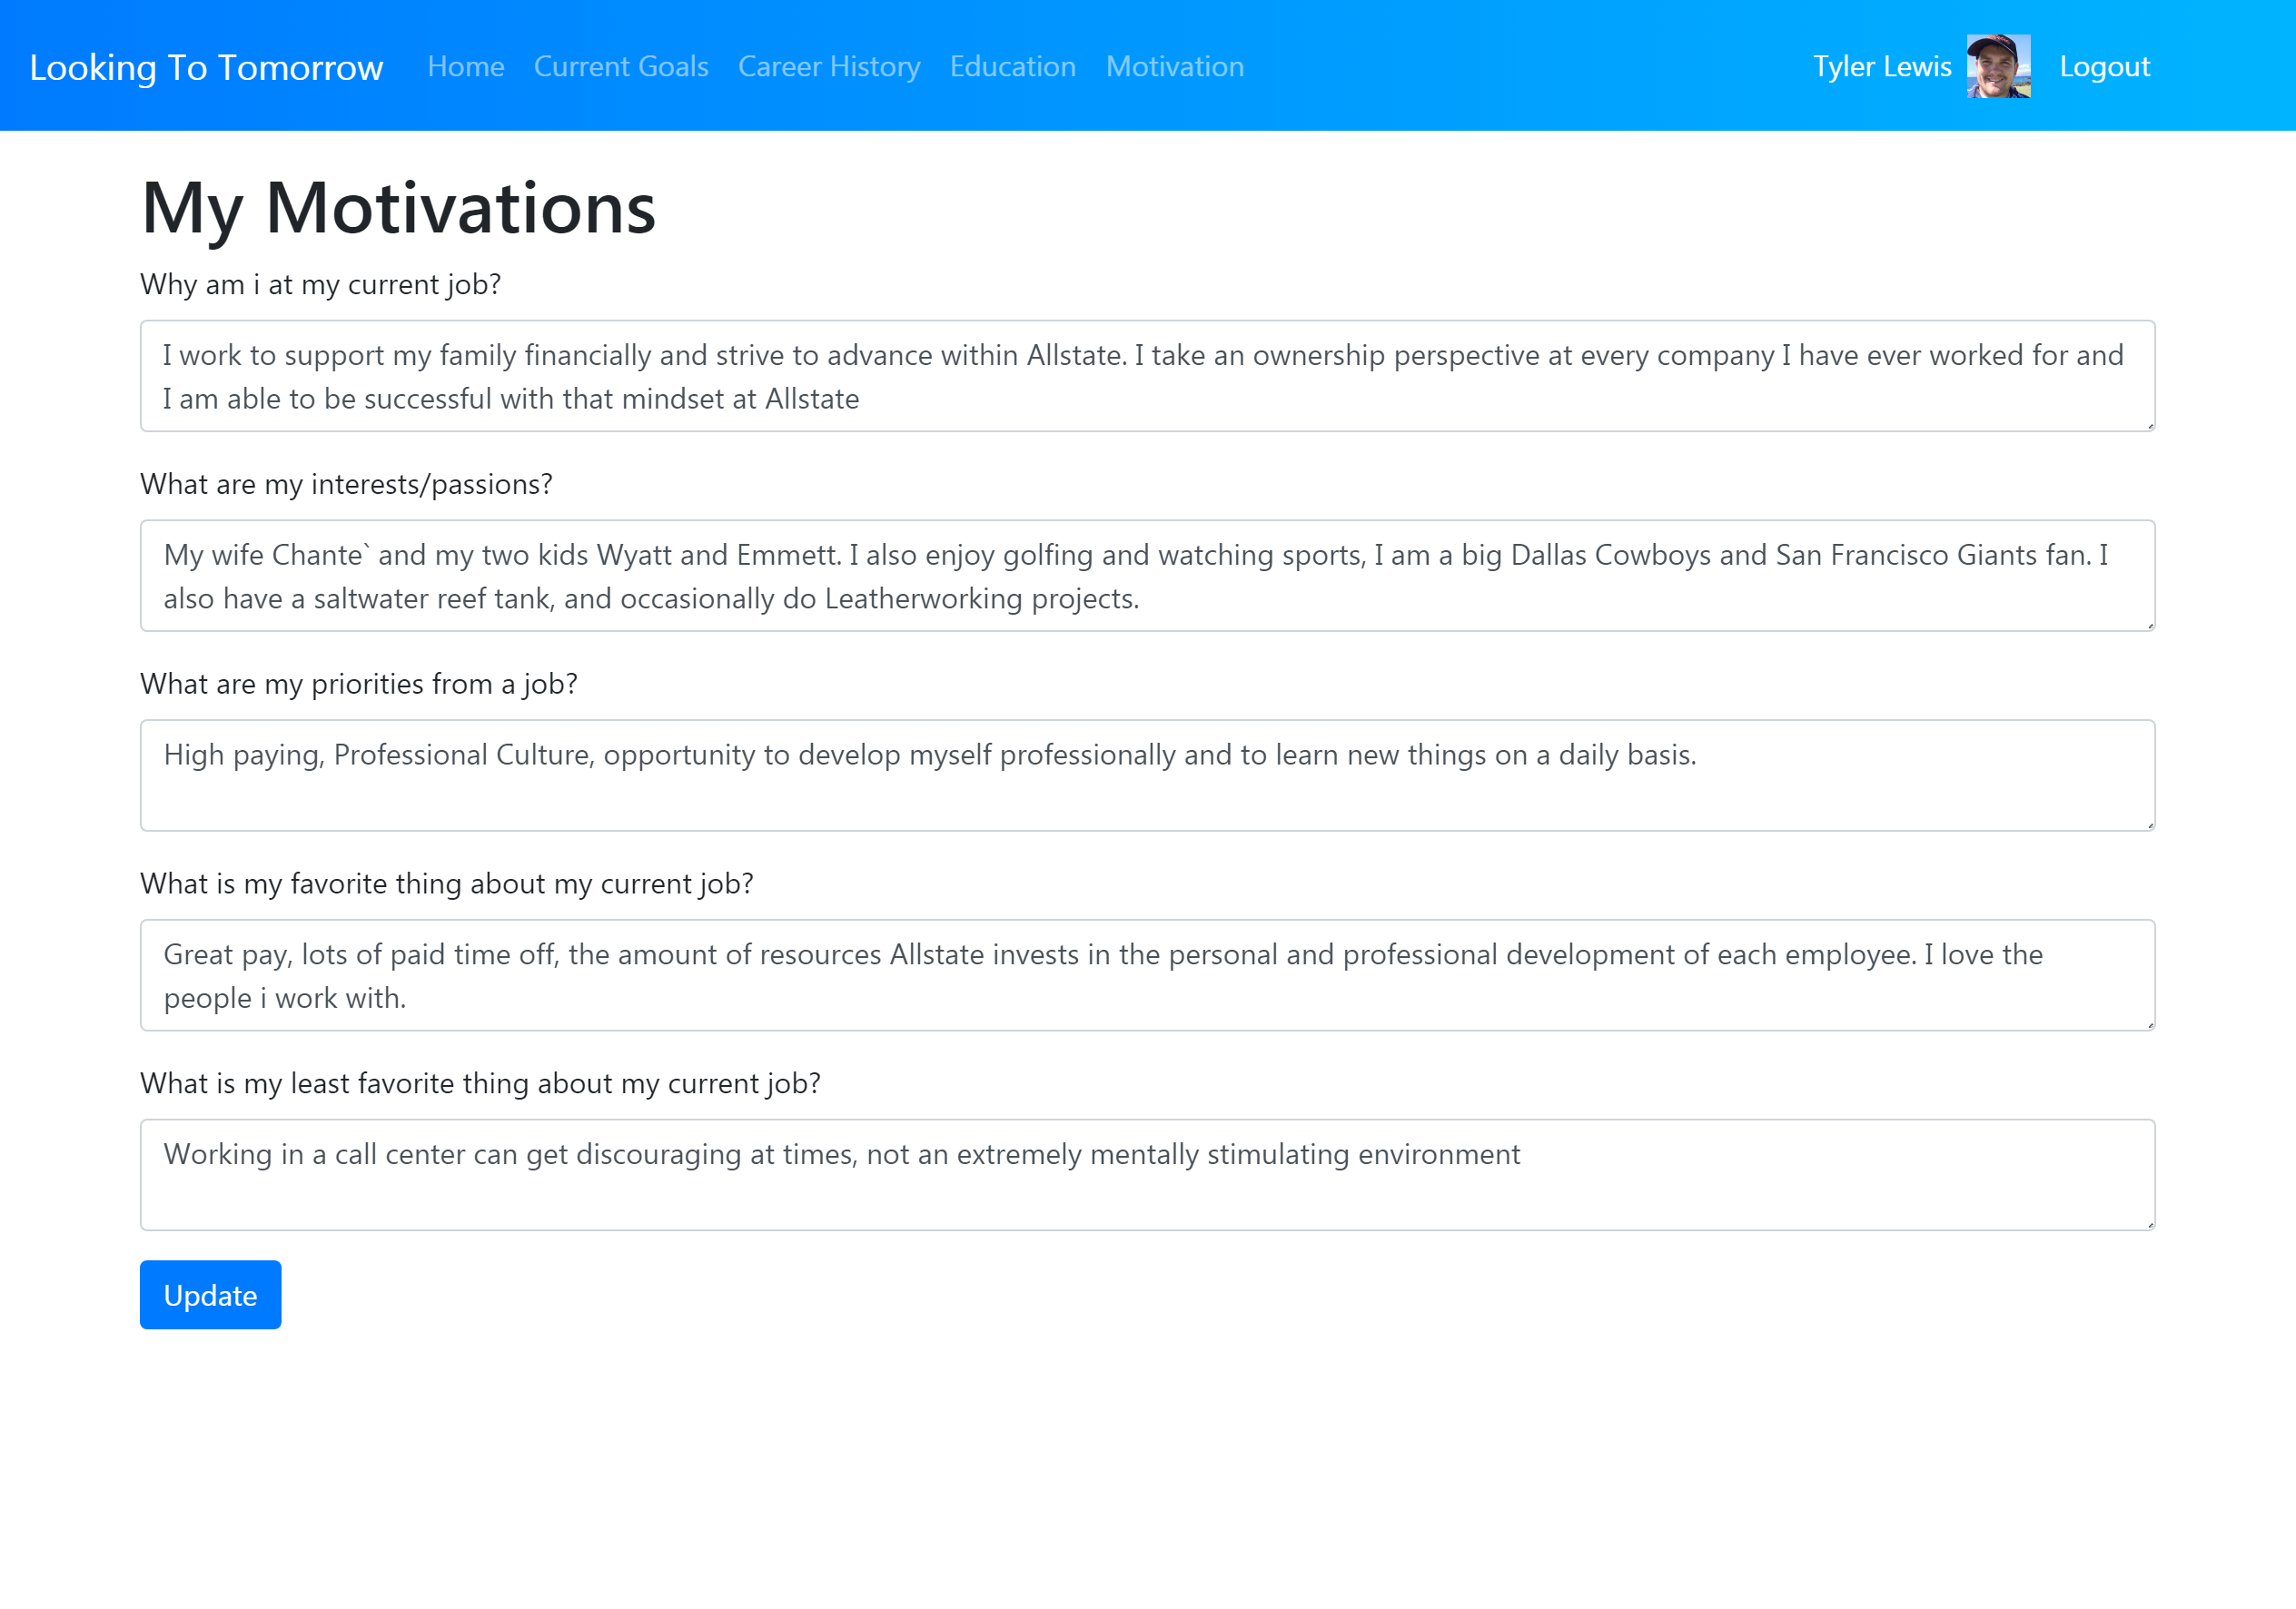 Looking To Tomorrow Home Current Goals Career History Education Motivation Tyler Lewis Logout
My Motivations
Why am i at my current job?
I work to support my family financially and strive to advance within Allstate. I take an ownership perspective at every company I have ever worked for and
I am able to be successful with that mindset at Allstate
What are my interests/passions?
My wife Chante` and my two kids Wyatt and Emmett. I also enjoy golfing and watching sports, I am a big Dallas Cowboys and San Francisco Giants fan. I
also have a saltwater reef tank, and occasionally do Leatherworking projects.
What are my priorities from a job?
High paying, Professional Culture, opportunity to develop myself professionally and to learn new things on a daily basis.
What is my favorite thing about my current job?
Great pay, lots of paid time off, the amount of resources Allstate invests in the personal and professional development of each employee. I love the
people i work with.
What is my least favorite thing about my current job?
Working in a call center can get discouraging at times, not an extremely mentally stimulating environment
Update